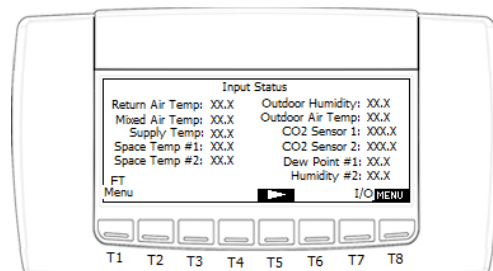 Input Status
Return Air Temp: XX.X
Mixed Air Temp: XX.X
Supply Temp: XX.X
Space Temp #1: XX.X
Space Temp #2: XX.X
Outdoor Humidity: XX.X
Outdoor Air Temp: XX.X
CO2 Sensor 1: XXX.X
CO2 Sensor 2: XXX.X
Dew Point #1: XX.X
Humidity #2: XX.X
FT
Menu
I/O MENU
T1 T2 T3 T4 T5 T6 T7 T8